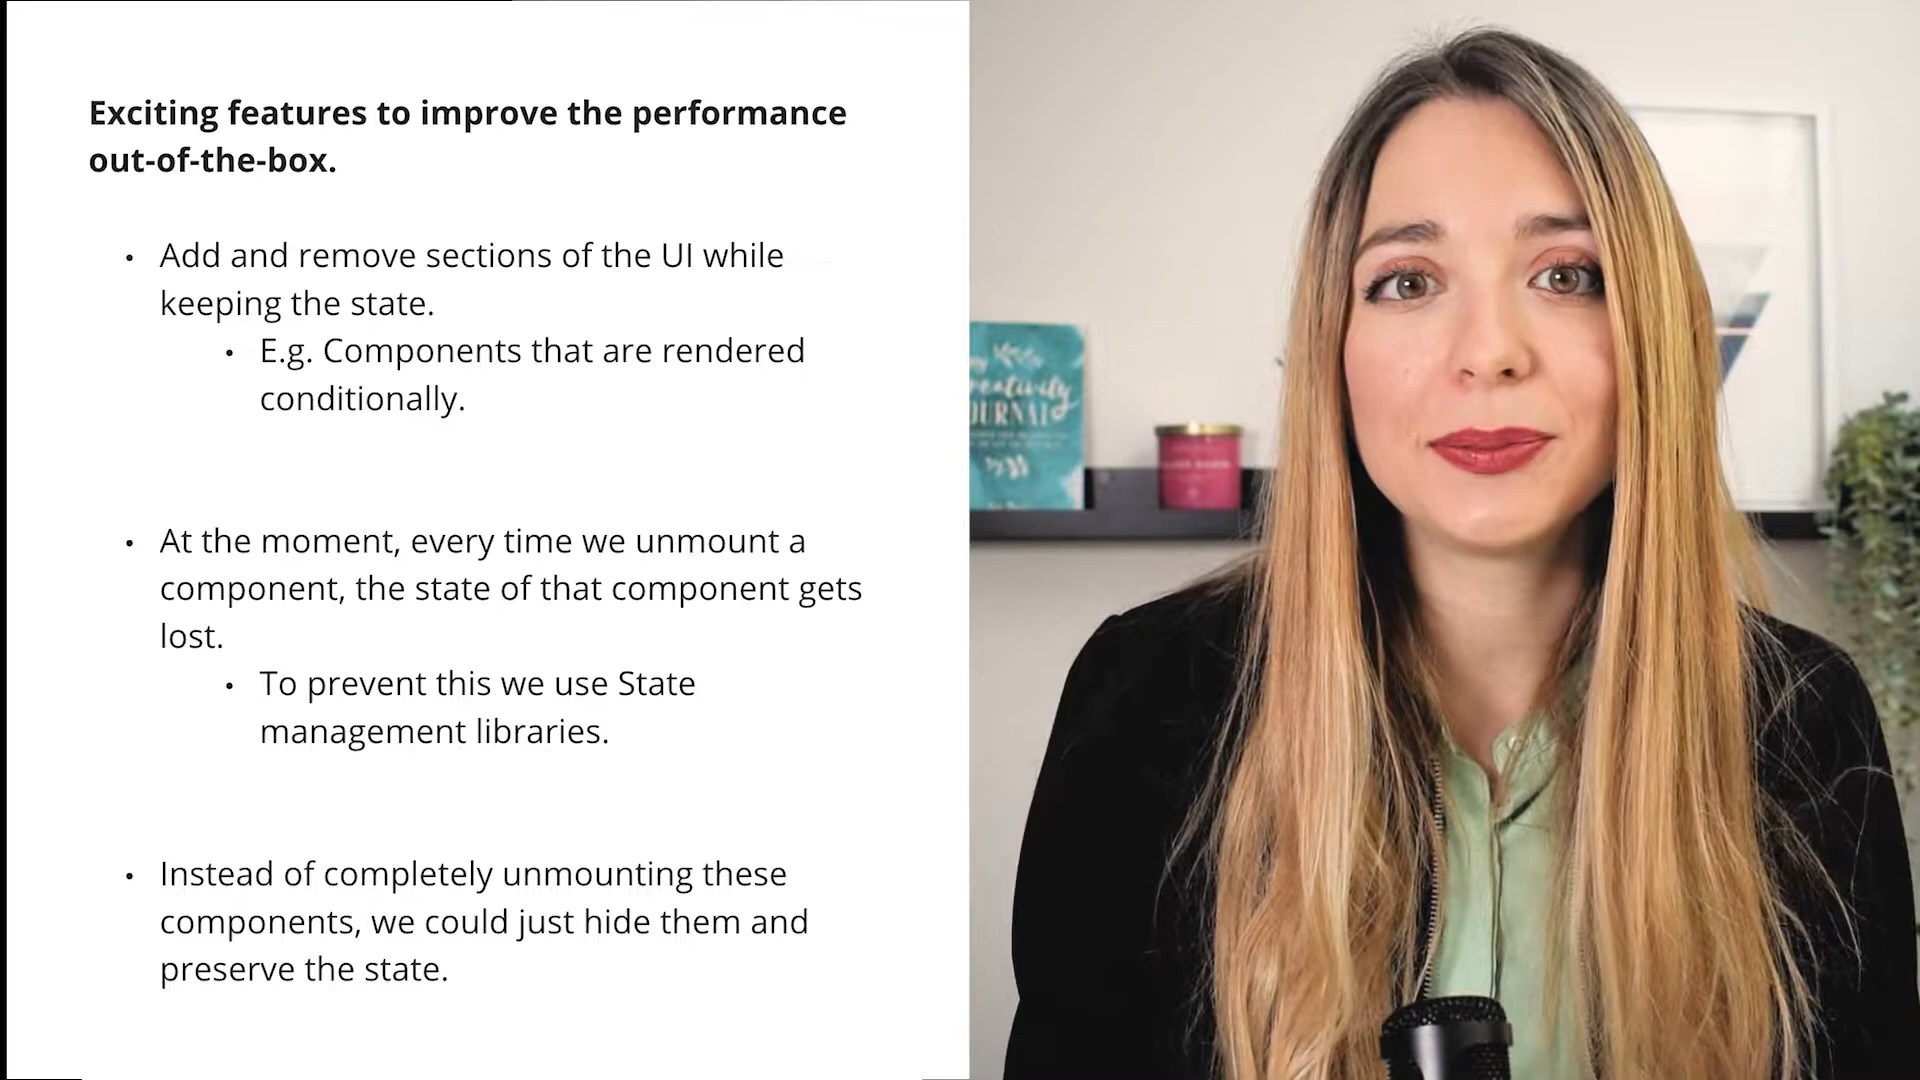 Exciting features to improve the performance
out-of-the-box.
• Add and remove sections of the UI while
keeping the state.
• E.g. Components that are rendered
conditionally.
• At the moment, every time we unmount a
component, the state of that component gets
lost.
• To prevent this we use State
management libraries.
• Instead of completely unmounting these
components, we could just hide them and
preserve the state.
reativity
OURNAL